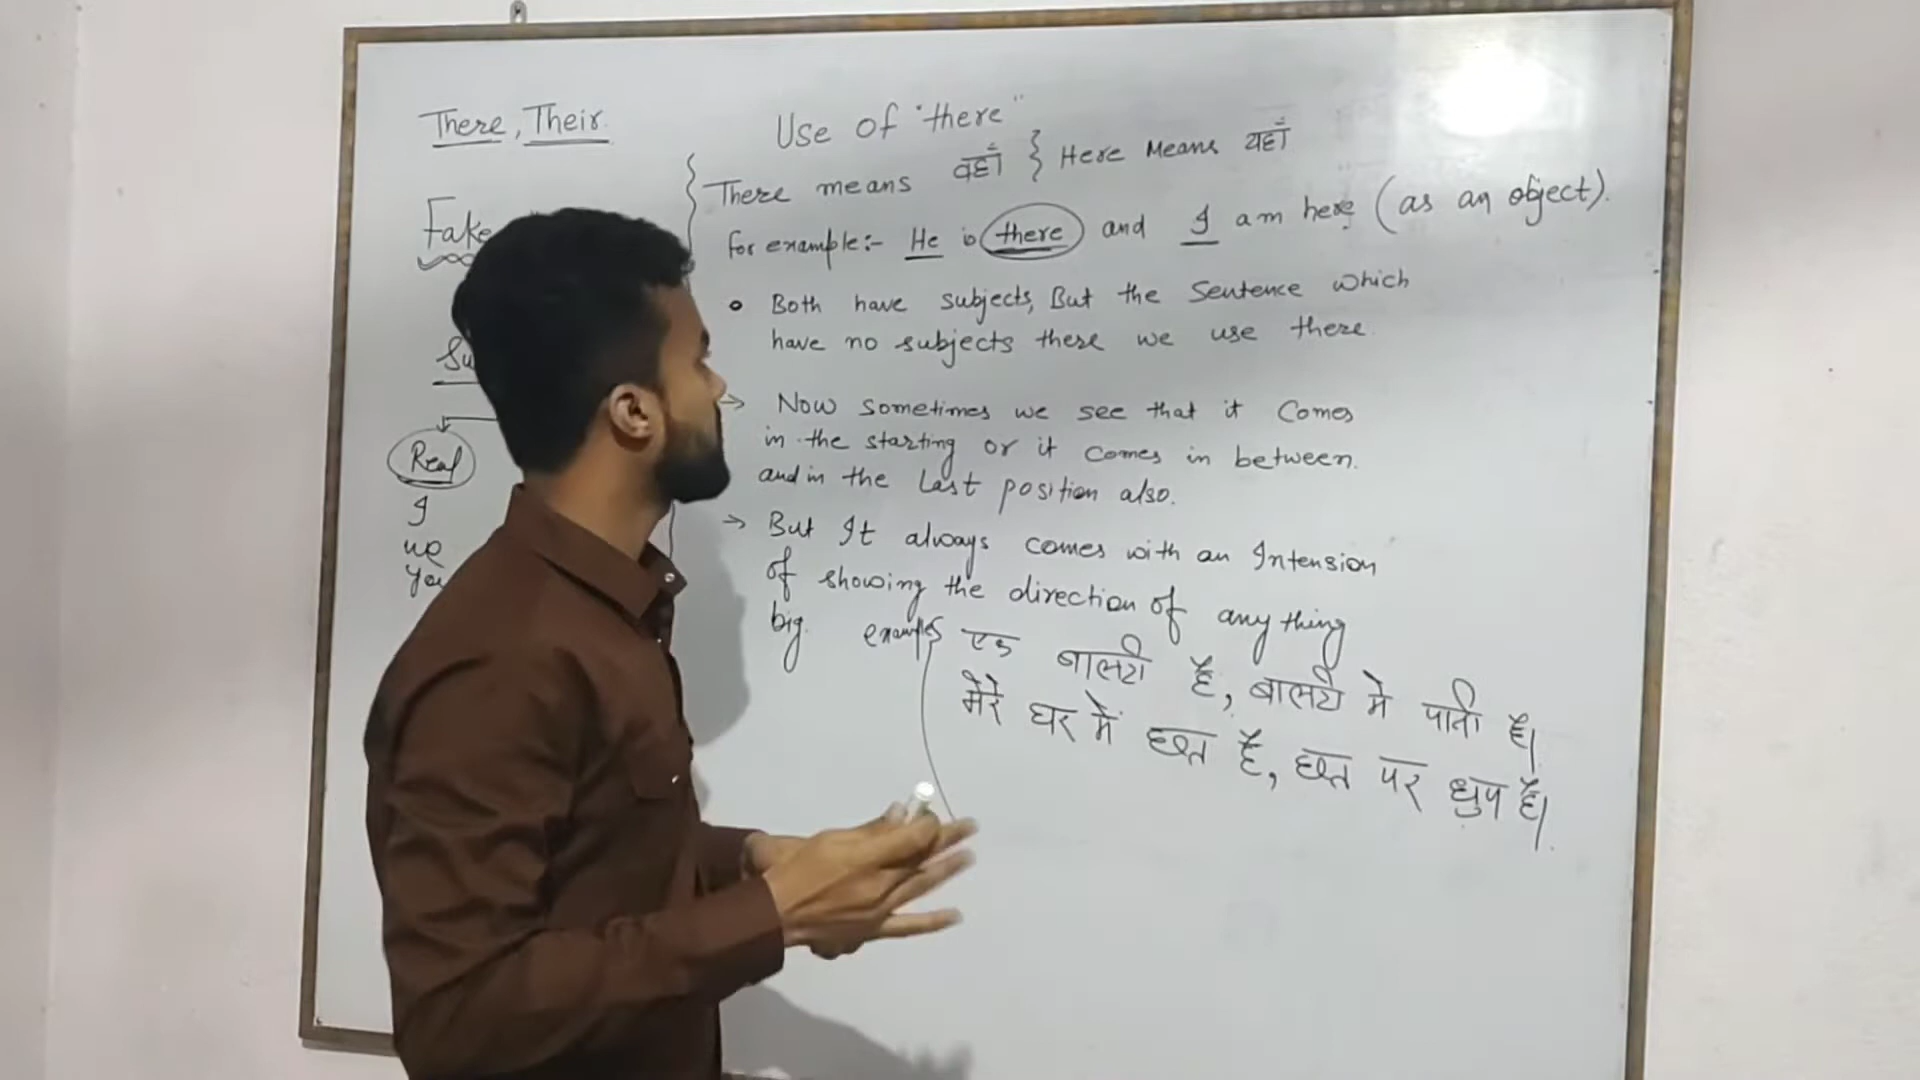 There, Their.
Fake
Real
I
we
You
Use of "there"
There means वहाँ } Here Means यहाँ
for example:- He is there and I am here (as an object).
Both have subjects, But the Sentence which
have no subjects there we use there.
→ Now sometimes we see that it Comes
in the starting or it comes in between.
and in the Last position also.
→ But It always comes with an Intension
of showing the direction of any thing
big. examples एक बाल्टी है, बाल्टी मे पानी है।
मेरे घर में छत है, छत पर धुप है।